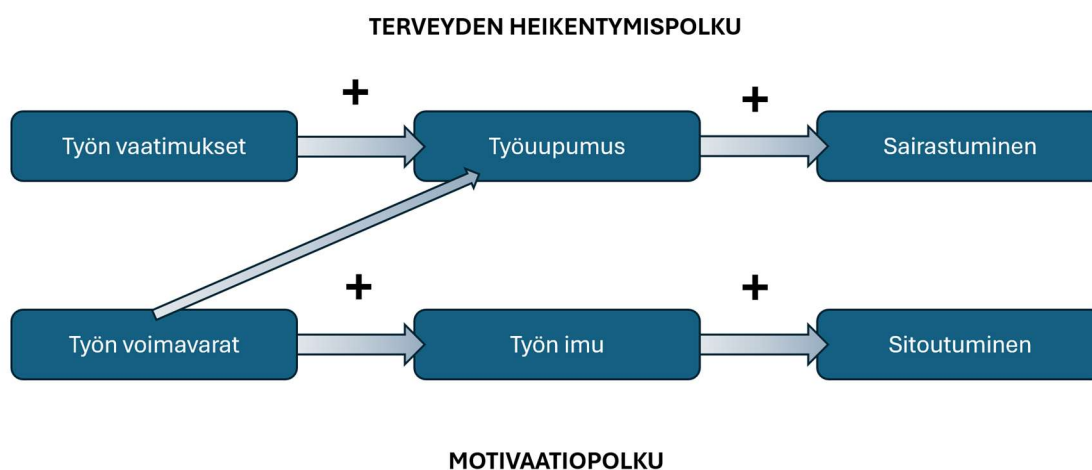 TERVEYDEN HEIKENTYMISPOLKU
+
+
Työn vaatimukset
Työuupumus
Sairastuminen
+
+
Työn voimavarat
Työn imu
Sitoutuminen
MOTIVAATIOPOLKU